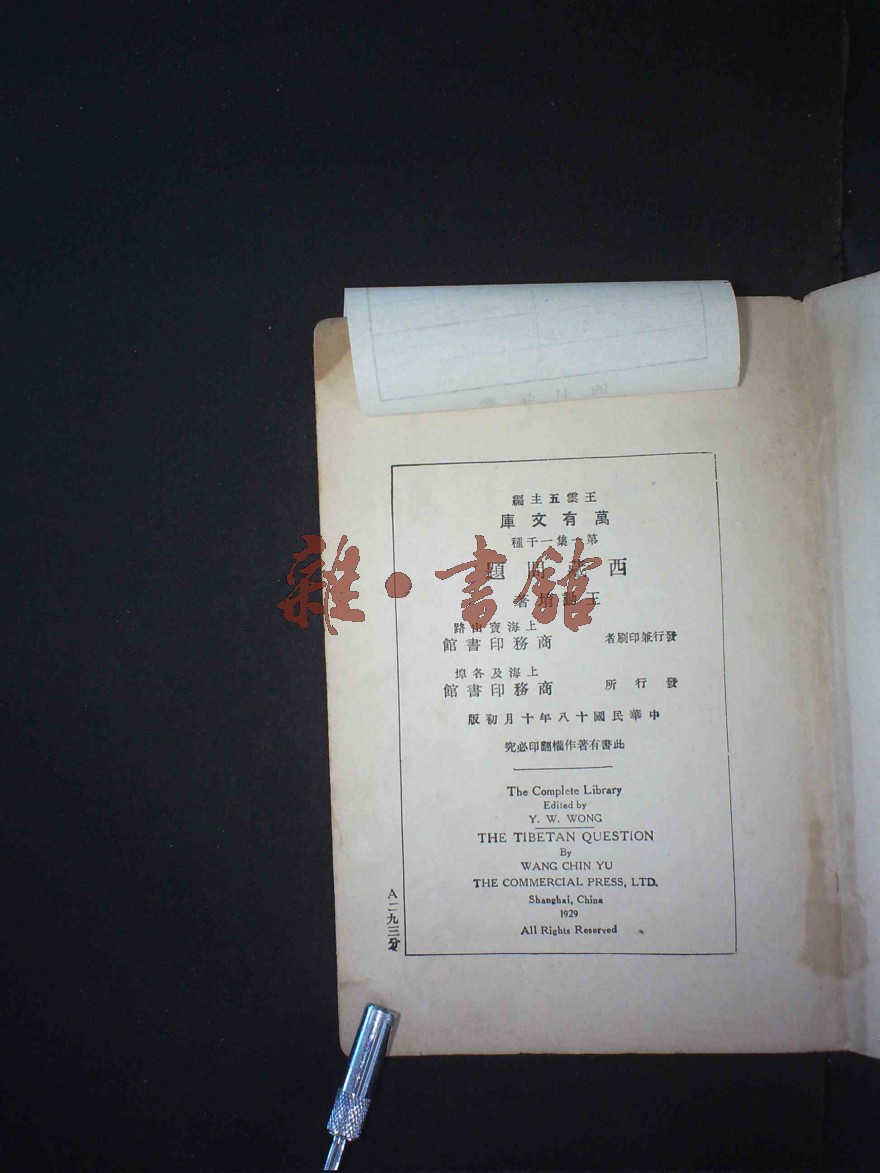 王雲五主編
萬有文庫
第一集一千種
西藏問題
王勤堉著
發行兼印刷者
上海寶山路
商務印書館
發行所
上海及各埠
商務印書館
中華民國十八年十月初版
此書有著作權翻印必究
The Complete Library
Edited by
Y. W. WONG
THE TIBETAN QUESTION
By
WANG CHIN YU
THE COMMERCIAL PRESS, LTD.
Shanghai, China
1929
All Rights Reserved
A二九三分
雜·書館